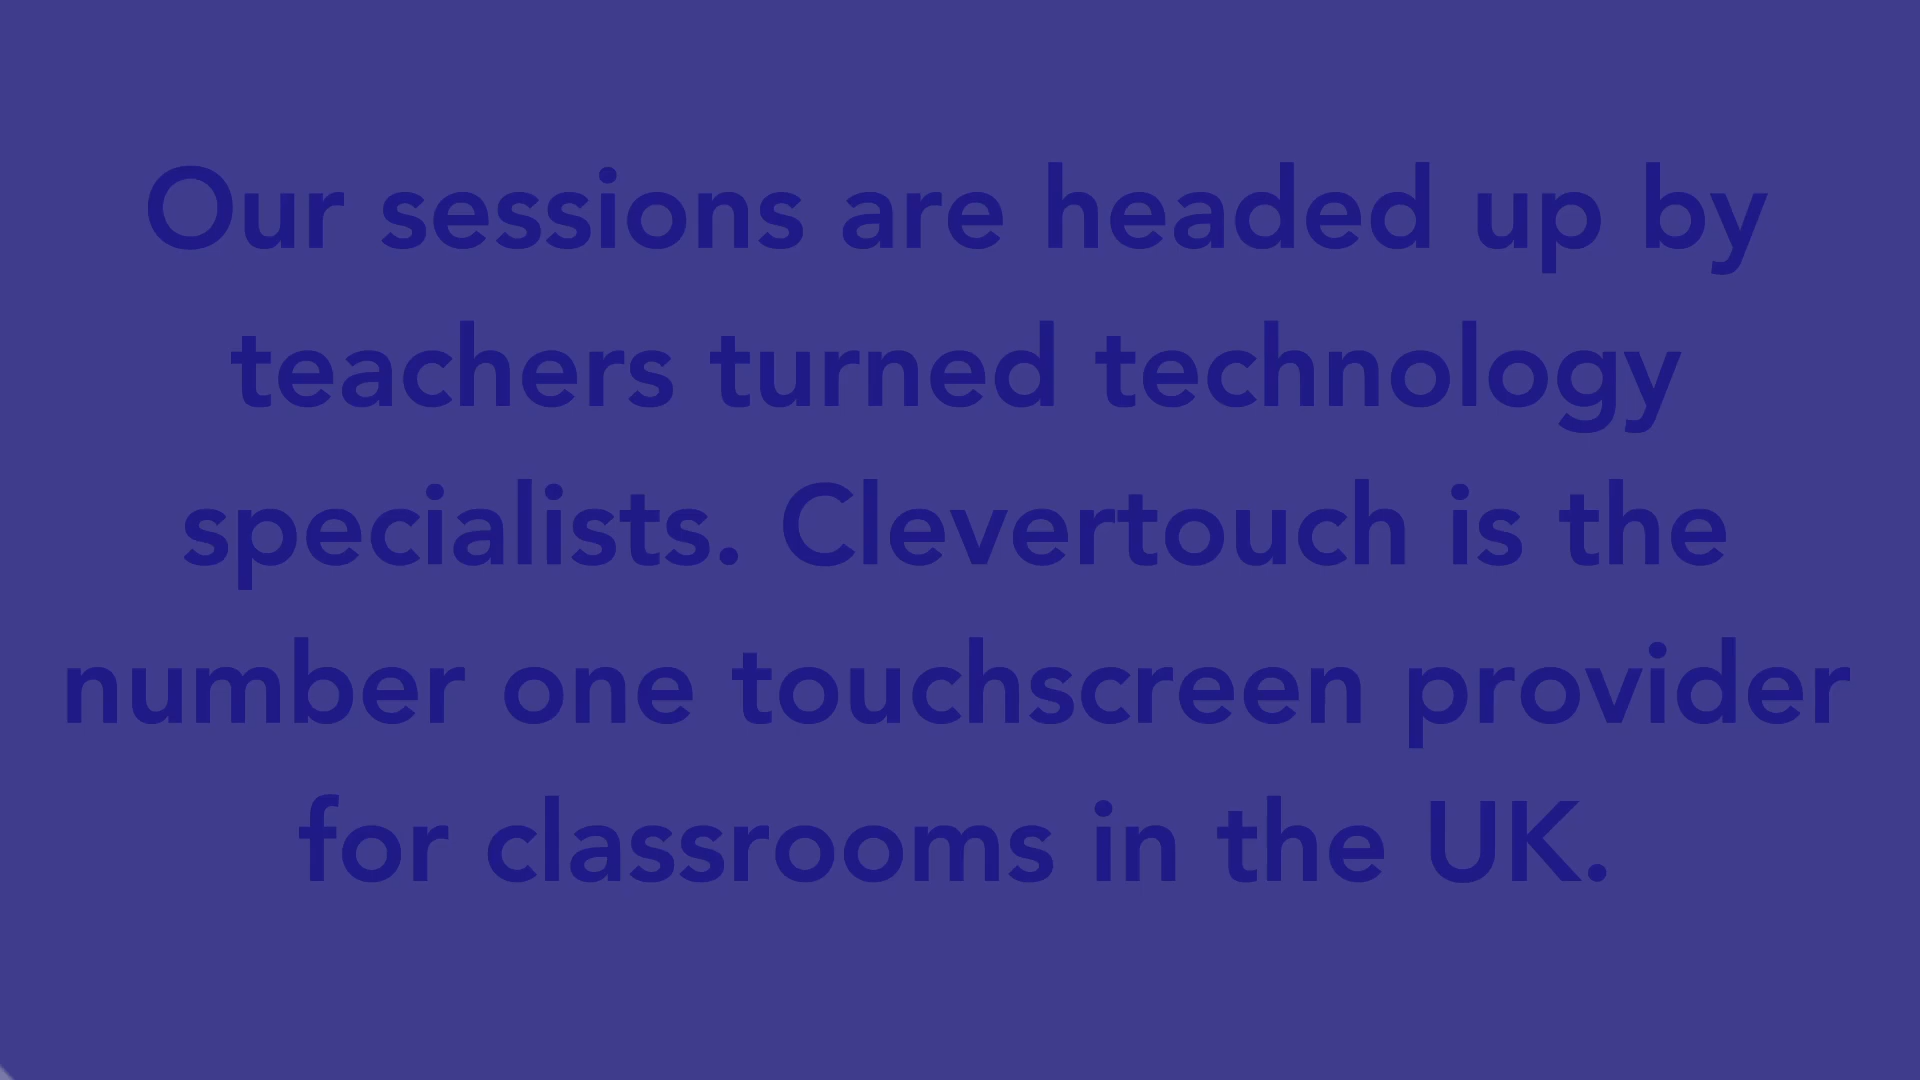 Our sessions are headed up by
teachers turned technology
specialists. Clevertouch is the
number one touchscreen provider
for classrooms in the UK.